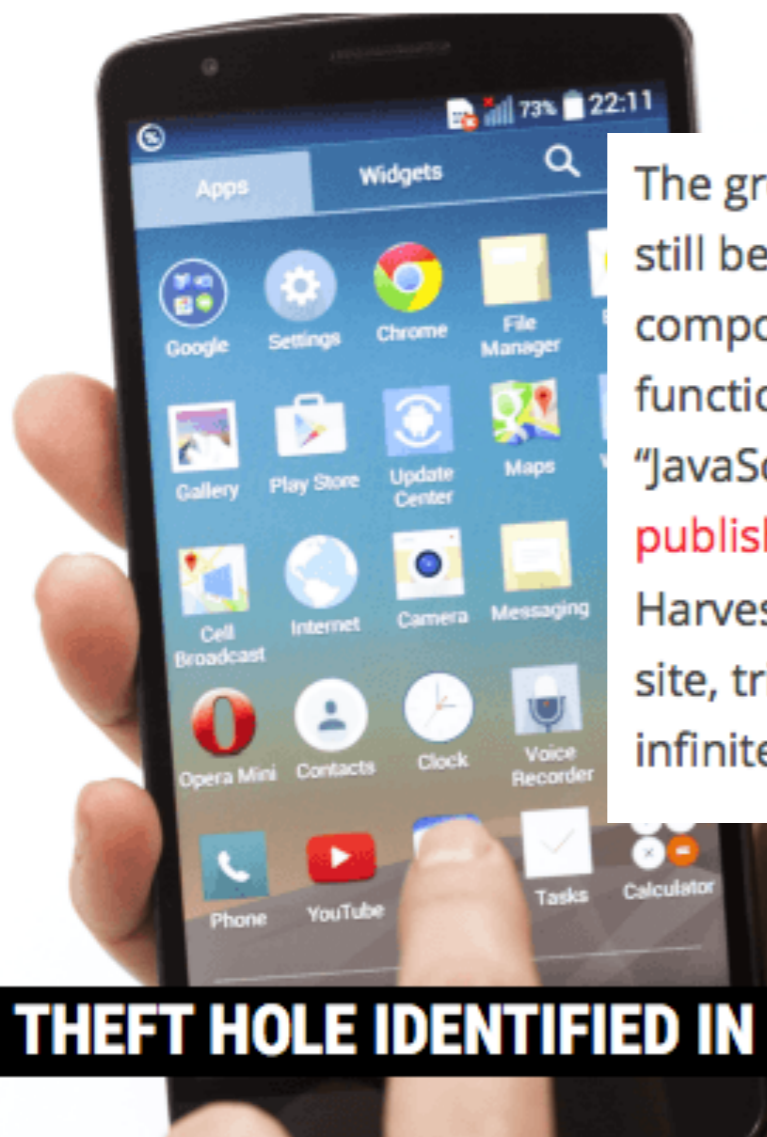 73% 22:11
Apps Widgets
Google Settings Chrome File Manager
Gallery Play Store Update Center Maps
Cell Broadcast Internet Camera Messaging
Opera Mini Contacts Clock Voice Recorder
Phone YouTube Tasks Calculator
The gr
still be
compo
functio
“JavaSc
publish
Harves
site, tr
infinite
THEFT HOLE IDENTIFIED IN